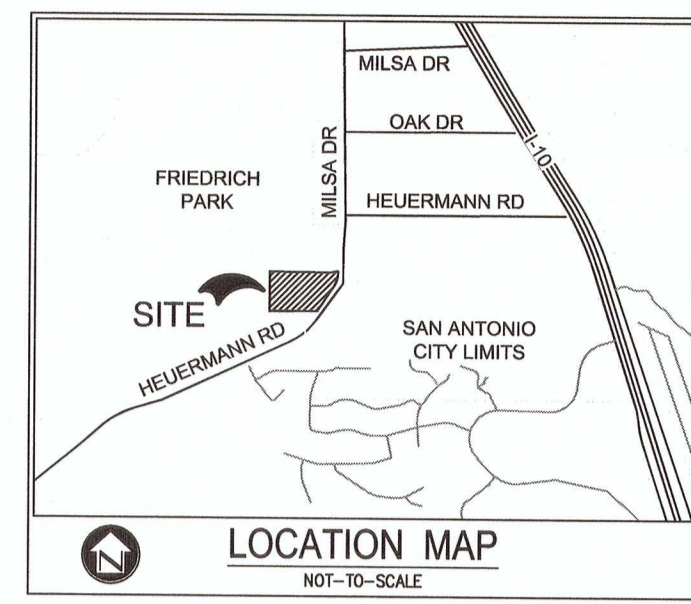 MILSA DR
OAK DR
I-10
MILSA DR
FRIEDRICH
PARK
HEUERMANN RD
SITE
HEUERMANN RD
SAN ANTONIO
CITY LIMITS
N
LOCATION MAP
NOT-TO-SCALE